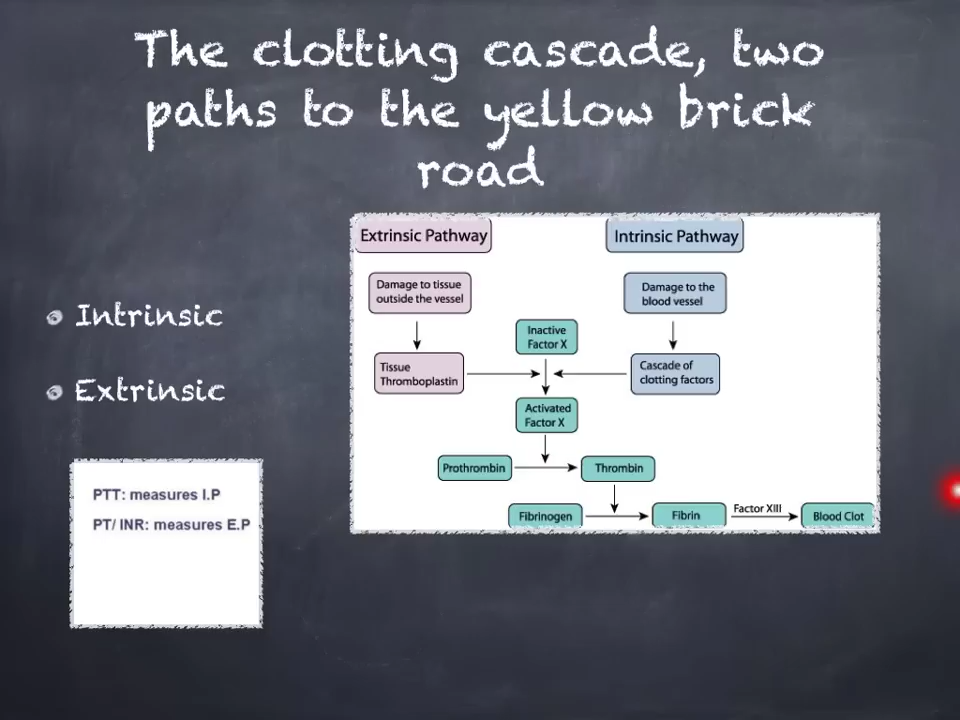 The clotting cascade, two
paths to the yellow brick
road
Intrinsic
Extrinsic
PTT: measures I.P
PT/ INR: measures E.P
Extrinsic Pathway
Intrinsic Pathway
Damage to tissue
outside the vessel
Damage to the
blood vessel
Inactive
Factor X
Tissue
Thromboplastin
Cascade of
clotting factors
Activated
Factor X
Prothrombin
Thrombin
Fibrinogen
Fibrin
Factor XIII
Blood Clot